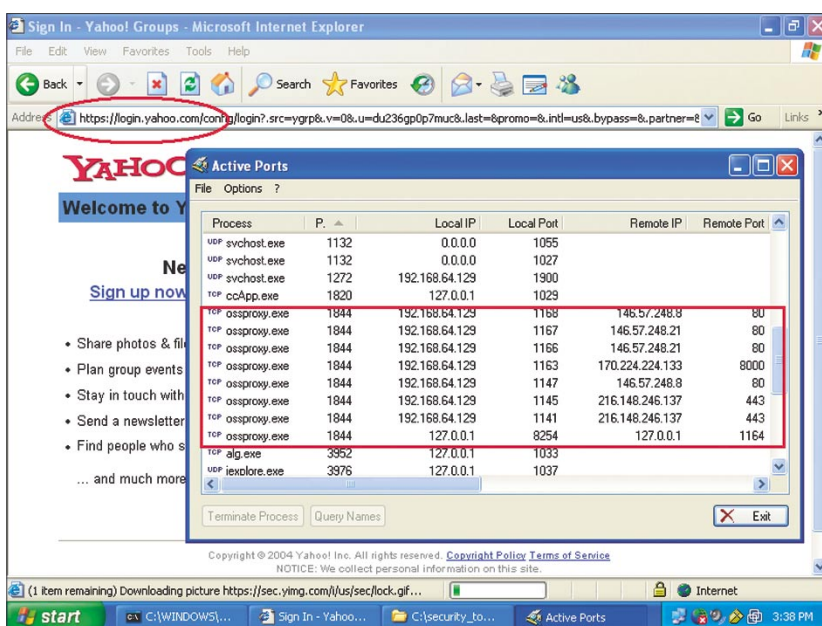 Sign In - Yahoo! Groups - Microsoft Internet Explorer
File Edit View Favorites Tools Help
Back Search Favorites
Address https://login.yahoo.com/config/login?.src=ygrp&.v=0&.u=du236gp0p7muc&.last=&promo=&.intl=us&.bypass=&.partner=& Go Links
YAHOO
Welcome to Y
Ne
Sign up now
• Share photos & file
• Plan group events
• Stay in touch with
• Send a newsletter
• Find people who s
... and much more
Active Ports
File Options ?
Process P. Local IP Local Port Remote IP Remote Port
UDP svchost.exe 1132 0.0.0.0 1055
UDP svchost.exe 1132 0.0.0.0 1027
UDP svchost.exe 1272 192.168.64.129 1900
TCP ccApp.exe 1820 127.0.0.1 1029
TCP ossproxy.exe 1844 192.168.64.129 1168 146.57.248.8 80
TCP ossproxy.exe 1844 192.168.64.129 1167 146.57.248.21 80
TCP ossproxy.exe 1844 192.168.64.129 1166 146.57.248.21 80
TCP ossproxy.exe 1844 192.168.64.129 1163 170.224.224.133 8000
TCP ossproxy.exe 1844 192.168.64.129 1147 146.57.248.8 80
TCP ossproxy.exe 1844 192.168.64.129 1145 216.148.246.137 443
TCP ossproxy.exe 1844 192.168.64.129 1141 216.148.246.137 443
TCP ossproxy.exe 1844 127.0.0.1 8254 127.0.0.1 1164
TCP alg.exe 3952 127.0.0.1 1033
UDP iexplore.exe 3976 127.0.0.1 1037
Terminate Process Query Names Exit
Copyright © 2004 Yahoo! Inc. All rights reserved. Copyright Policy Terms of Service
NOTICE: We collect personal information on this site.
(1 item remaining) Downloading picture https://sec.yimg.com/i/us/sec/lock.gif... Internet
start C:\WINDOWS\... Sign In - Yahoo... C:\security_to... Active Ports 3:38 PM